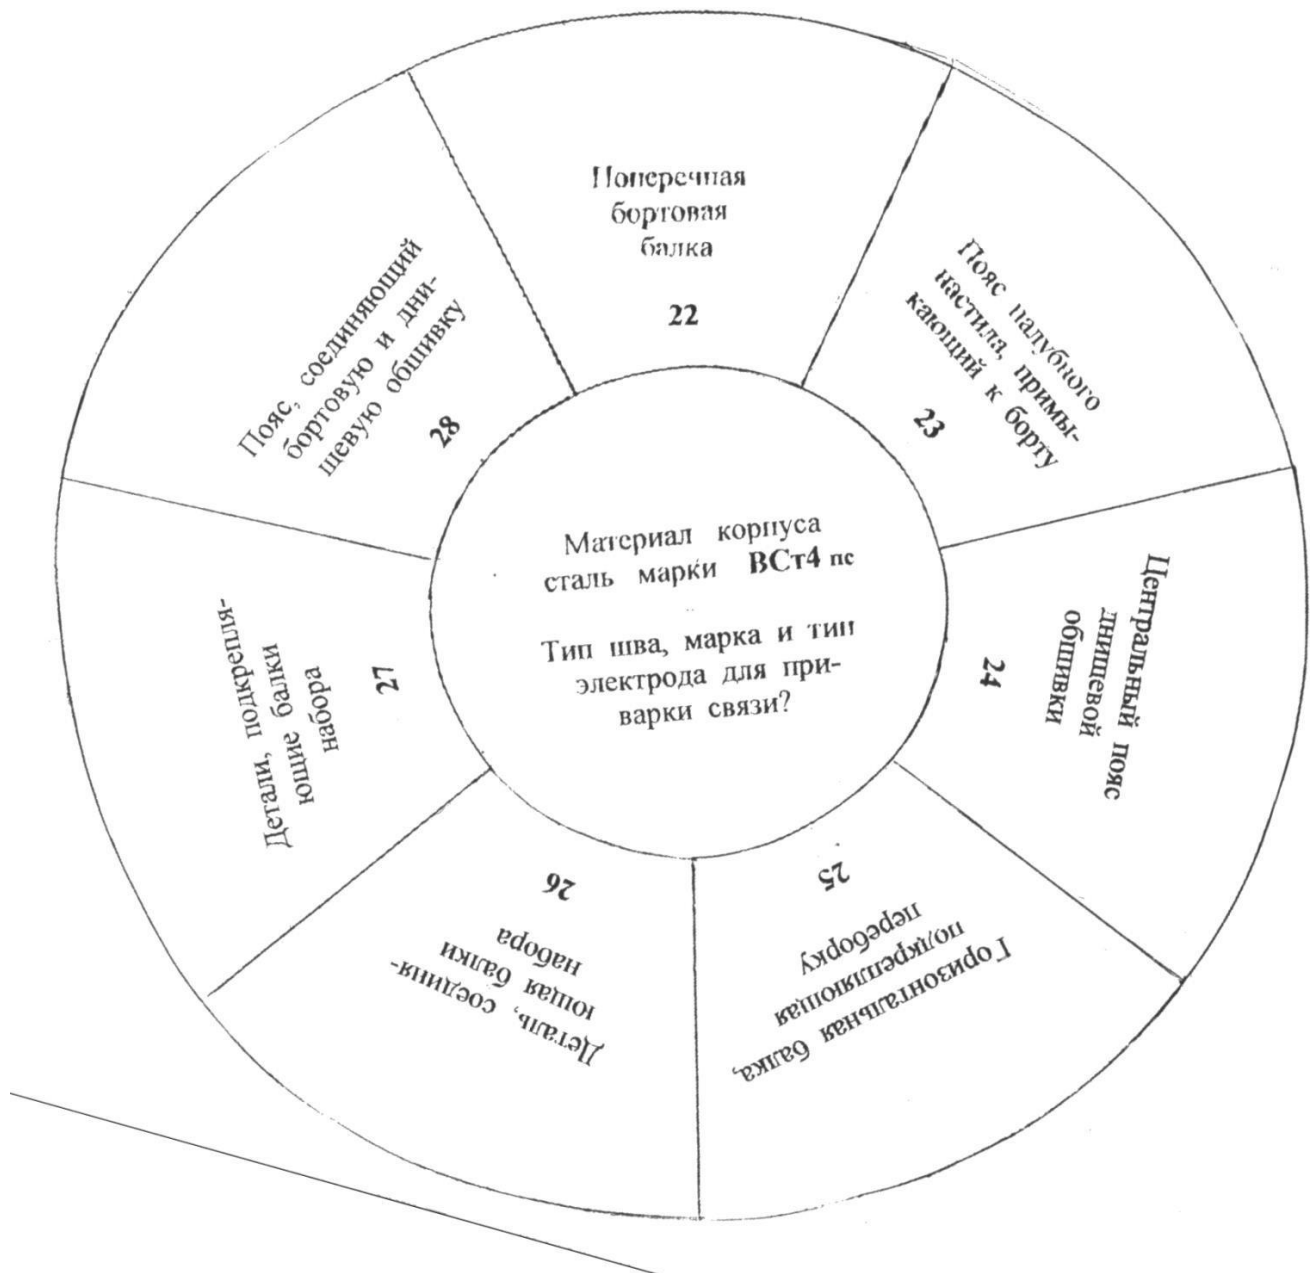 Поперечная
бортовая
балка
22
Пояс палубного
настила, примы-
кающий к борту
23
Центральный пояс
днищевой
обшивки
24
Горизонтальная балка,
подкрепляющая
переборку
25
Деталь, соединя-
ющая балки
набора
26
Детали, подкрепля-
ющие балки
набора
27
Пояс, соединяющий
бортовую и дни-
щевую обшивку
28
Материал корпуса
сталь марки ВСт4 пс
Тип шва, марка и тип
электрода для при-
варки связи?